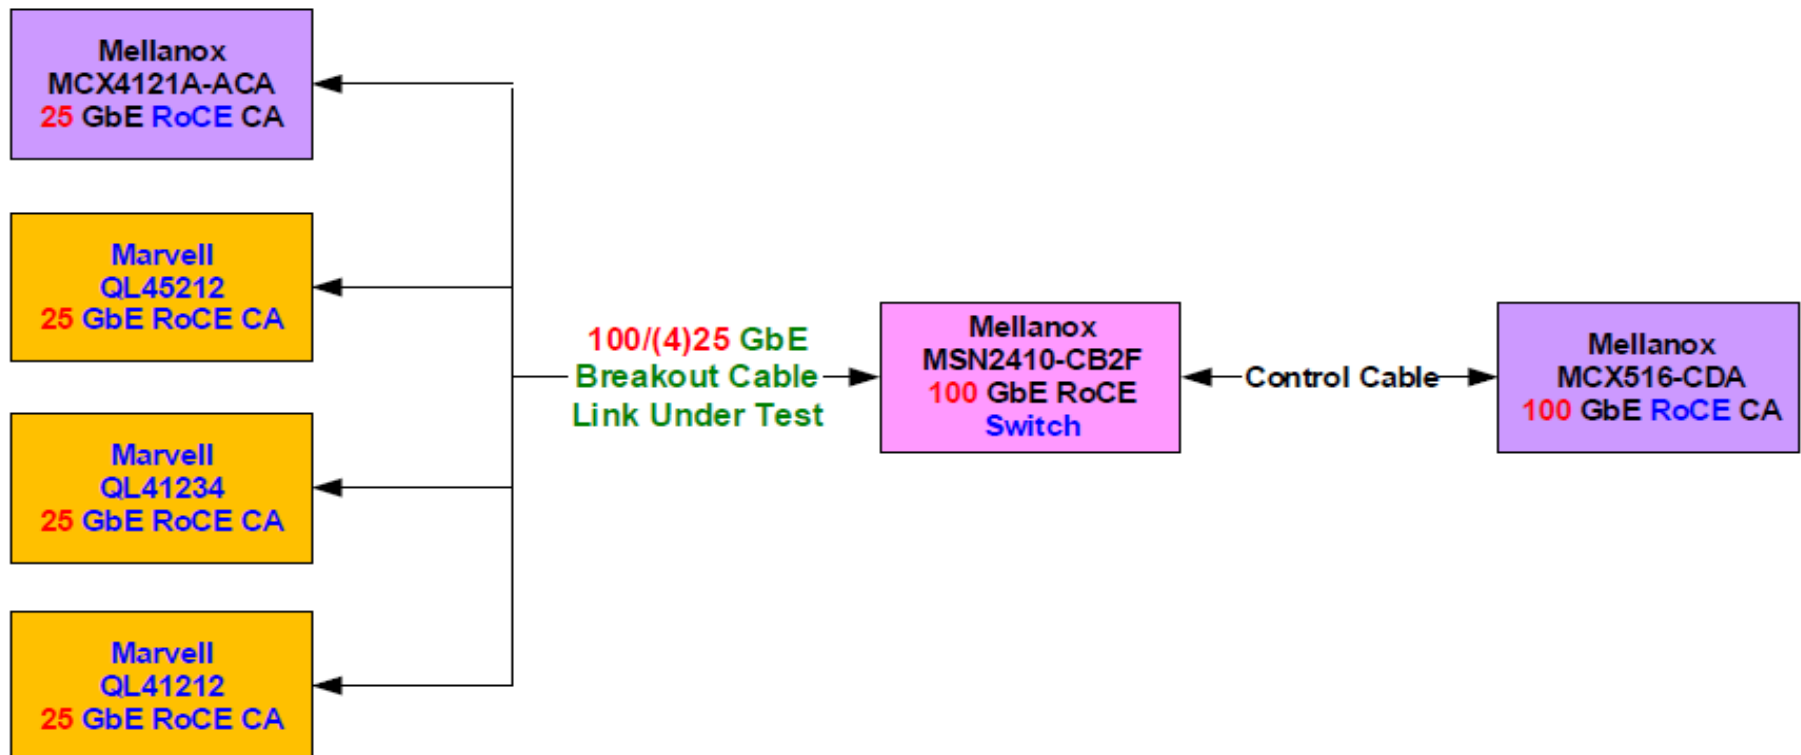 Mellanox
MCX4121A-ACA
25 GbE RoCE CA
Marvell
QL45212
25 GbE RoCE CA
Marvell
QL41234
25 GbE RoCE CA
Marvell
QL41212
25 GbE RoCE CA
100/(4)25 GbE
Breakout Cable
Link Under Test
Mellanox
MSN2410-CB2F
100 GbE RoCE
Switch
Control Cable
Mellanox
MCX516-CDA
100 GbE RoCE CA